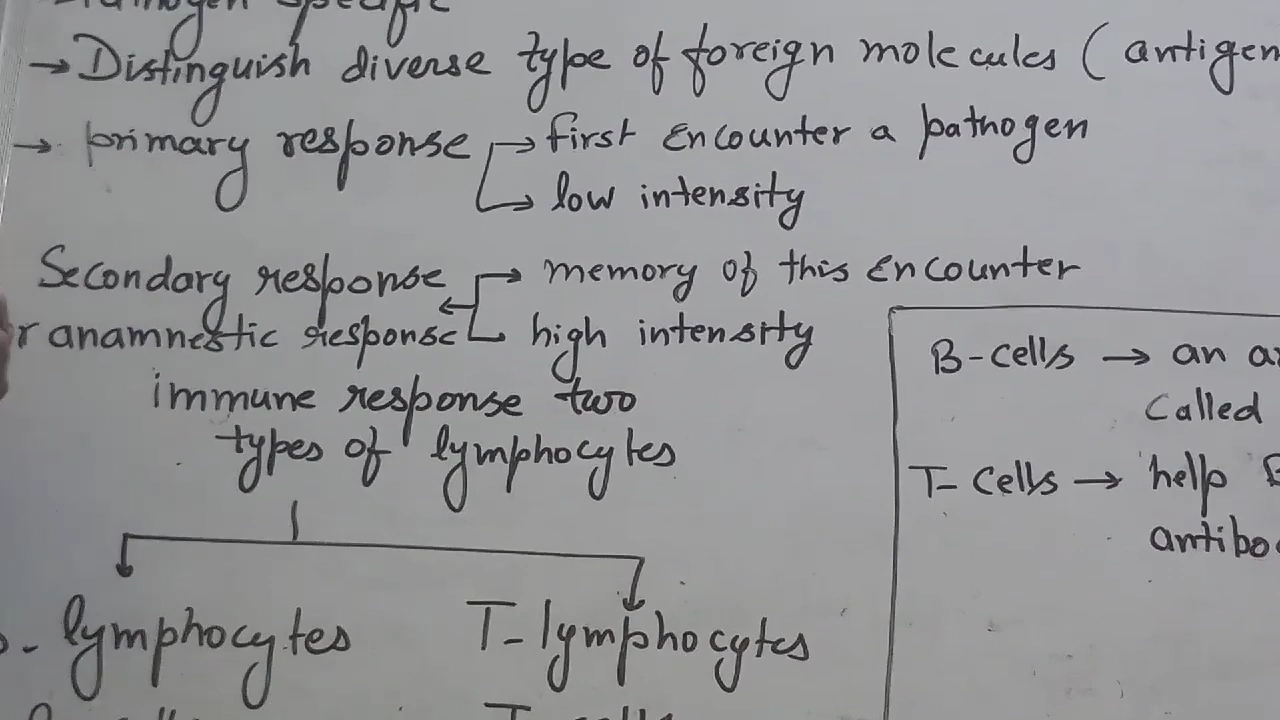 specific
→ Distinguish diverse type of foreign molecules ( antigen
→ primary response → first Encounter a pathogen
→ low intensity
Secondary response → memory of this Encounter
r anamnestic response high intensity
immune response two
types of lymphocytes
- lymphocytes T- lymphocytes
B-cells → an
Called
T- cells → help
antibo